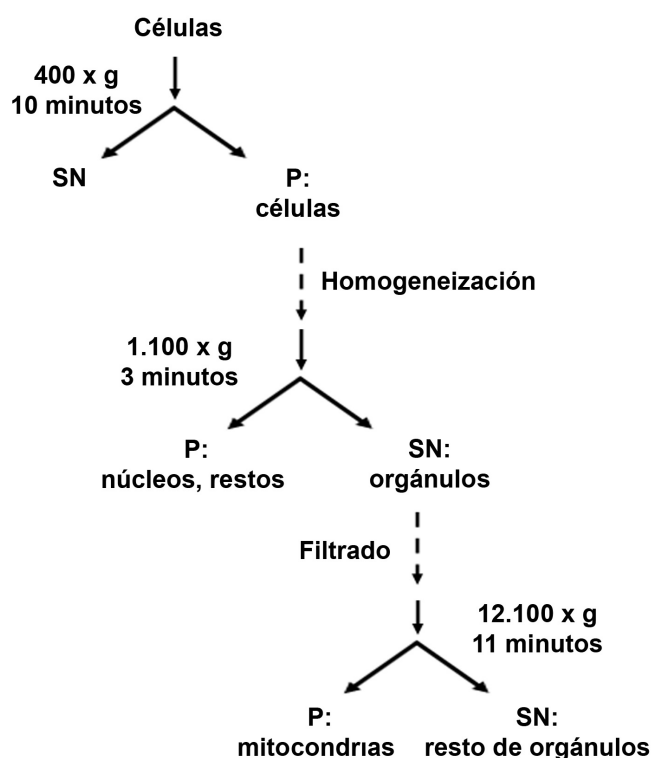 Células
400 x g
10 minutos
SN
P:
células
Homogeneización
1.100 x g
3 minutos
P:
núcleos, restos
SN:
orgánulos
Filtrado
12.100 x g
11 minutos
P:
mitocondrıas
SN:
resto de orgánulos